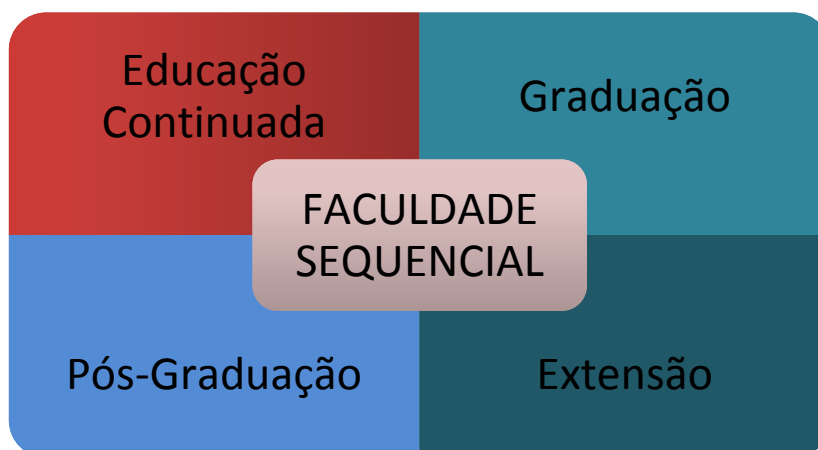 Educação
Continuada
Graduação
FACULDADE
SEQUENCIAL
Pós-Graduação
Extensão